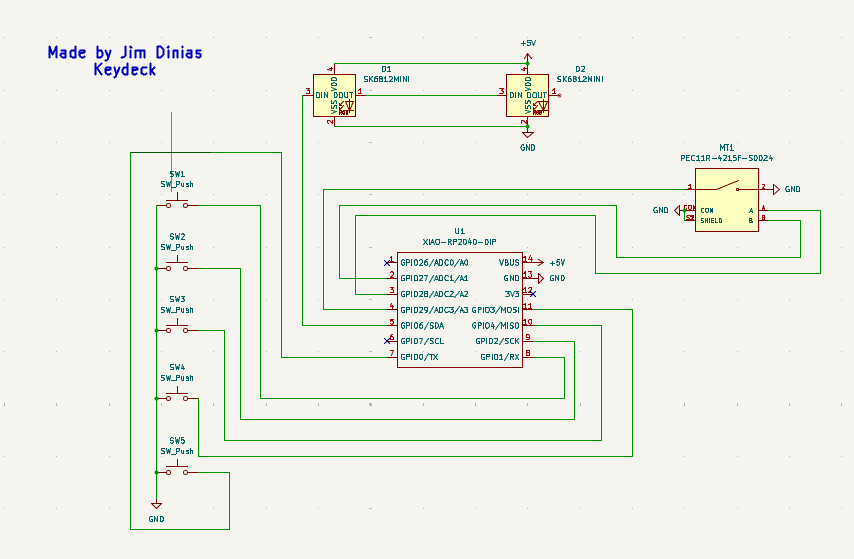 Made by Jim Dinias
Keydeck
+5V
D1
SK6812MINI
D2
SK6812MINI
4
VDD
3
DIN
DOUT
1
VSS
2
4
VDD
3
DIN
DOUT
1
VSS
2
GND
MT1
PEC11R-4215F-S0024
1
2
GND
GND
CON
CON
A
A
SHIELD
B
B
SW1
SW_Push
SW2
SW_Push
SW3
SW_Push
SW4
SW_Push
SW5
SW_Push
GND
U1
XIAO-RP2040-DIP
1
GPIO26/ADC0/A0
VBUS
14
+5V
2
GPIO27/ADC1/A1
GND
13
GND
3
GPIO28/ADC2/A2
3V3
12
4
GPIO29/ADC3/A3
GPIO3/MOSI
11
5
GPIO6/SDA
GPIO4/MISO
10
6
GPIO7/SCL
GPIO2/SCK
9
7
GPIO0/TX
GPIO1/RX
8